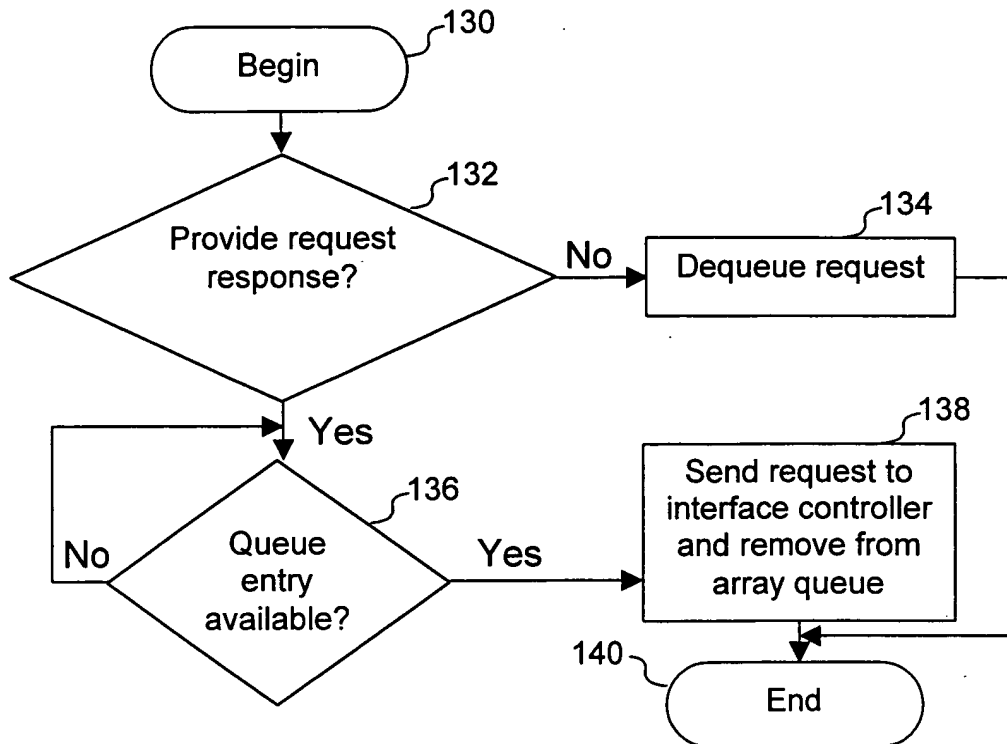 130
Begin
132
Provide request
response?
No
134
Dequeue request
Yes
136
Queue
entry
available?
No
Yes
138
Send request to
interface controller
and remove from
array queue
140
End